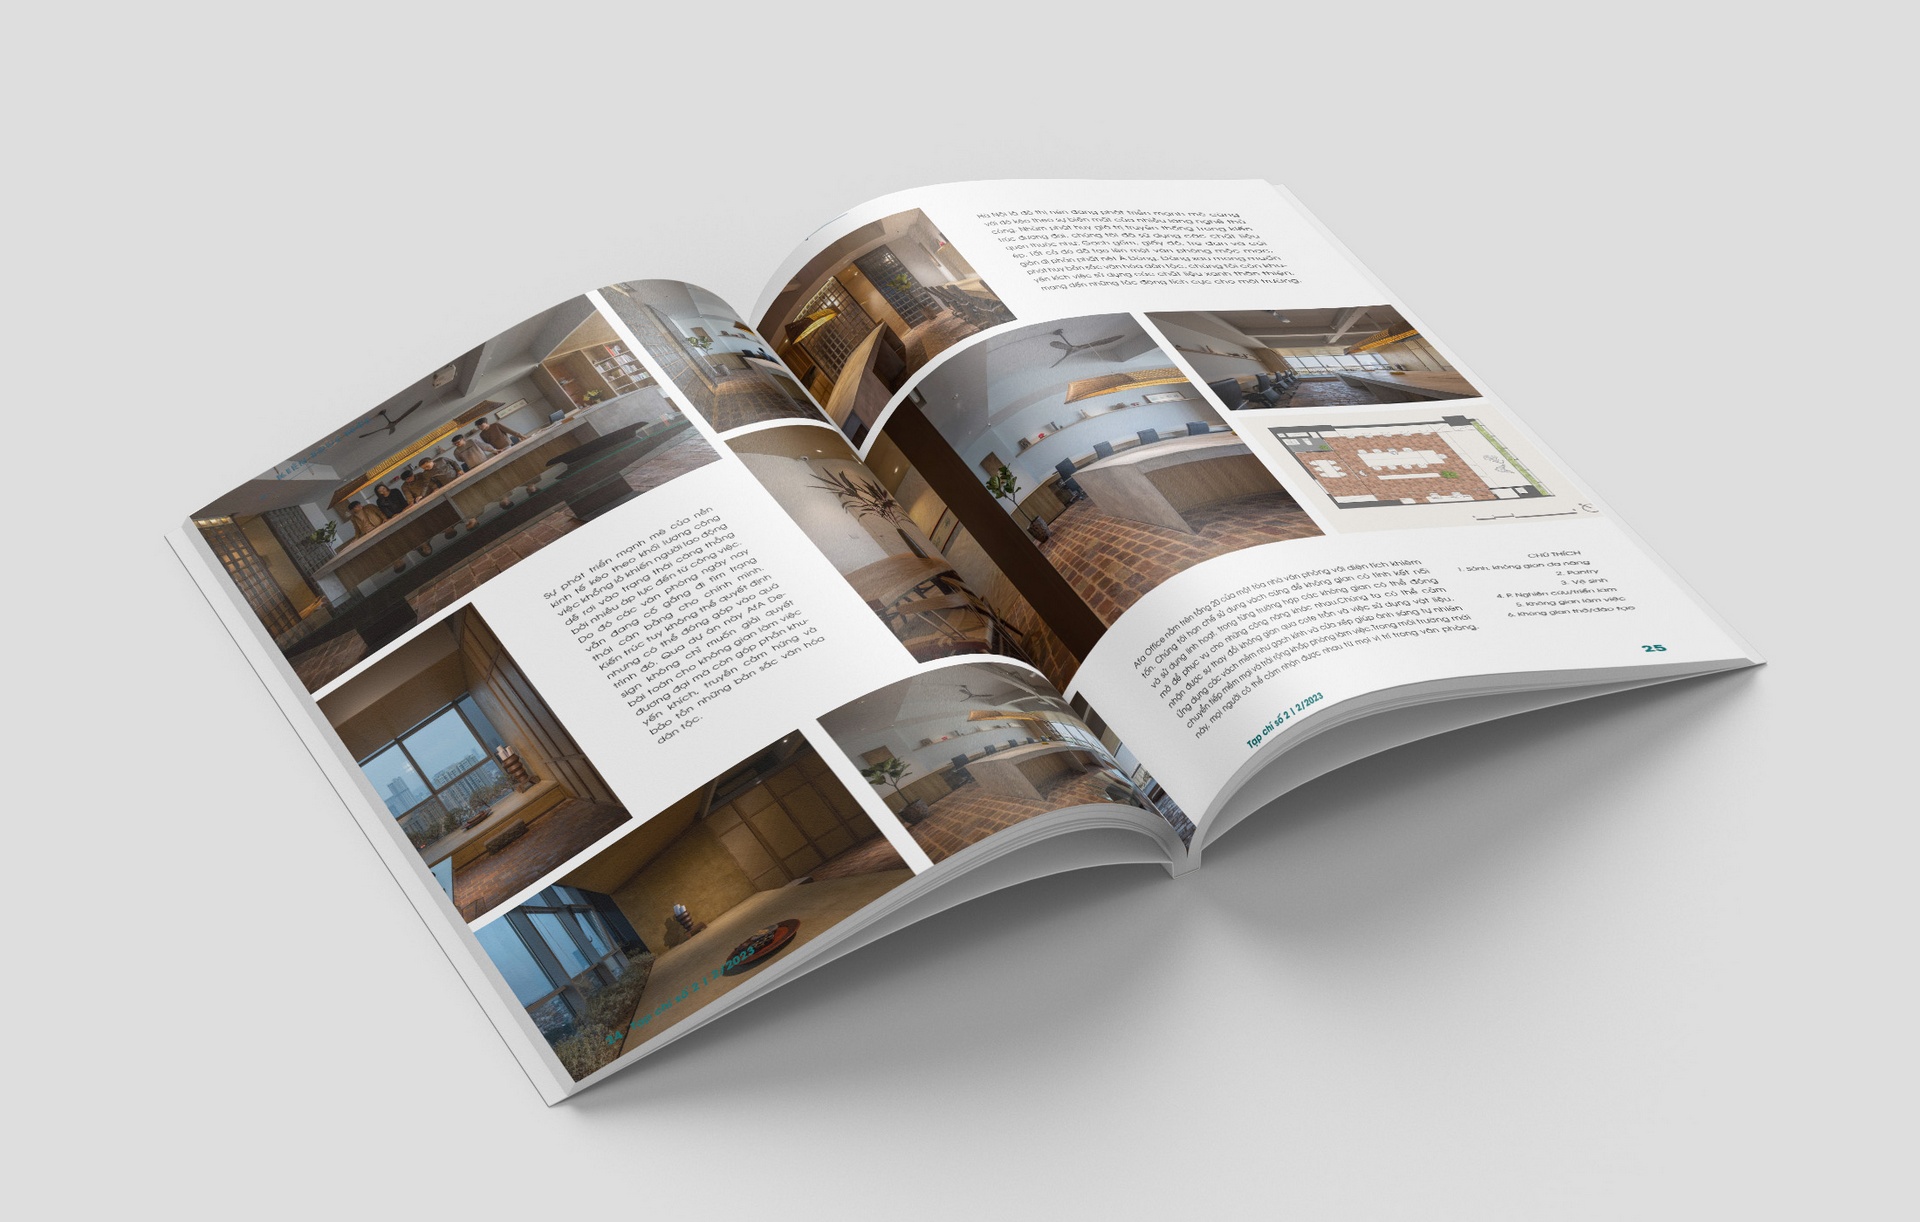 Sự phát triển mạnh mẽ của nền
kinh tế kéo theo khối lượng công
việc khổng lồ khiến người lao động
dễ rơi vào trạng thái căng thẳng
bởi nhiều áp lực đến từ công việc.
Do đó các văn phòng ngày nay
vẫn đang cố gắng đi tìm trạng
thái cân bằng cho chính mình.
Kiến trúc tuy không thể quyết định
nhưng có thể đóng góp vào quá
trình đó. Qua dự án này AfA De-
sign không chỉ muốn giải quyết
bài toán cho không gian làm việc
đương đại mà còn góp phần khu-
yến khích, truyền cảm hứng và
bảo tồn những bản sắc văn hóa
dân tộc.
14 Tạp chí số 2 | 2/2023
Hà Nội là đô thị nén đang phát triển mạnh mẽ cùng
với đó kéo theo sự biến mất của nhiều làng nghề thủ
công. Nhằm phát huy giá trị truyền thống trong kiến
trúc đương đại, chúng tôi đã sử dụng các chất liệu
quen thuộc như: Gạch gốm, giấy dó, tre đan và cói
ép. Tất cả đó đã tạo lên một văn phòng mộc mạc,
giản dị phản phất nét Á Đông. Đằng sau mong muốn
phát huy bản sắc văn hóa dân tộc, chúng tôi còn khu-
yến kích việc sử dụng các chất liệu xanh thân thiện,
mang đến những tác động tích cực cho môi trường.
Afa Office nằm trên tầng 20 của một tòa nhà văn phòng với diện tích khiêm
tốn. Chúng tôi hạn chế sử dụng vách cứng để không gian có tính kết nối
và sử dụng linh hoạt, trong từng trường hợp các không gian có thể đóng
mở để phục vụ cho những công năng khác nhau.Chúng ta có thể cảm
nhận được sự thay đổi không gian qua cote trần và việc sử dụng vật liệu.
Ứng dụng các vách mềm như gạch kính và cửa xếp giúp ánh sáng tự nhiên
chuyển tiếp mềm mại và trải rộng khắp phòng làm việc.Trong môi trường mới
này, mọi người có thể cảm nhận được nhau từ mọi vị trí trong văn phòng.
CHÚ THÍCH
1. Sảnh, không gian đa năng
2. Pantry
3. Vệ sinh
4. P. Nghiên cứu/triển lãm
5. Không gian làm việc
6. Không gian thờ/đào tạo
Tạp chí số 2 | 2/2023
25